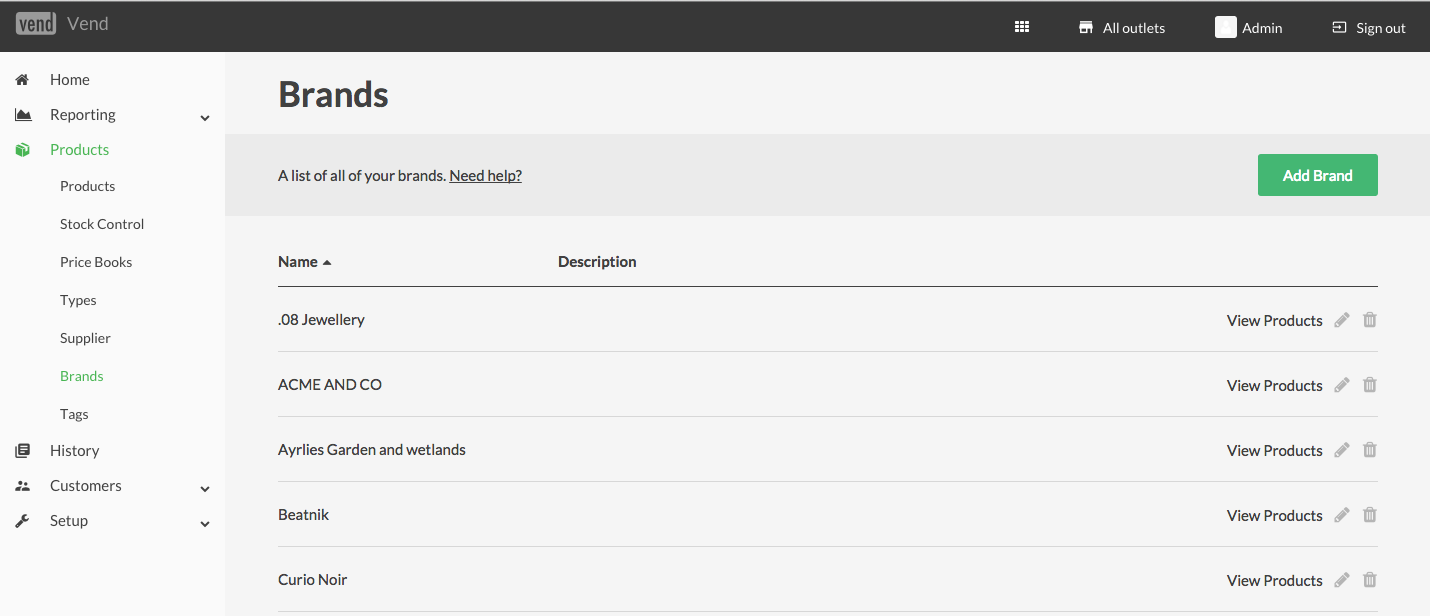 vend Vend
All outlets Admin Sign out
Home
Reporting
Products
Products
Stock Control
Price Books
Types
Supplier
Brands
Tags
History
Customers
Setup
Brands
A list of all of your brands. Need help? Add Brand
Name Description
.08 Jewellery View Products
ACME AND CO View Products
Ayrlies Garden and wetlands View Products
Beatnik View Products
Curio Noir View Products